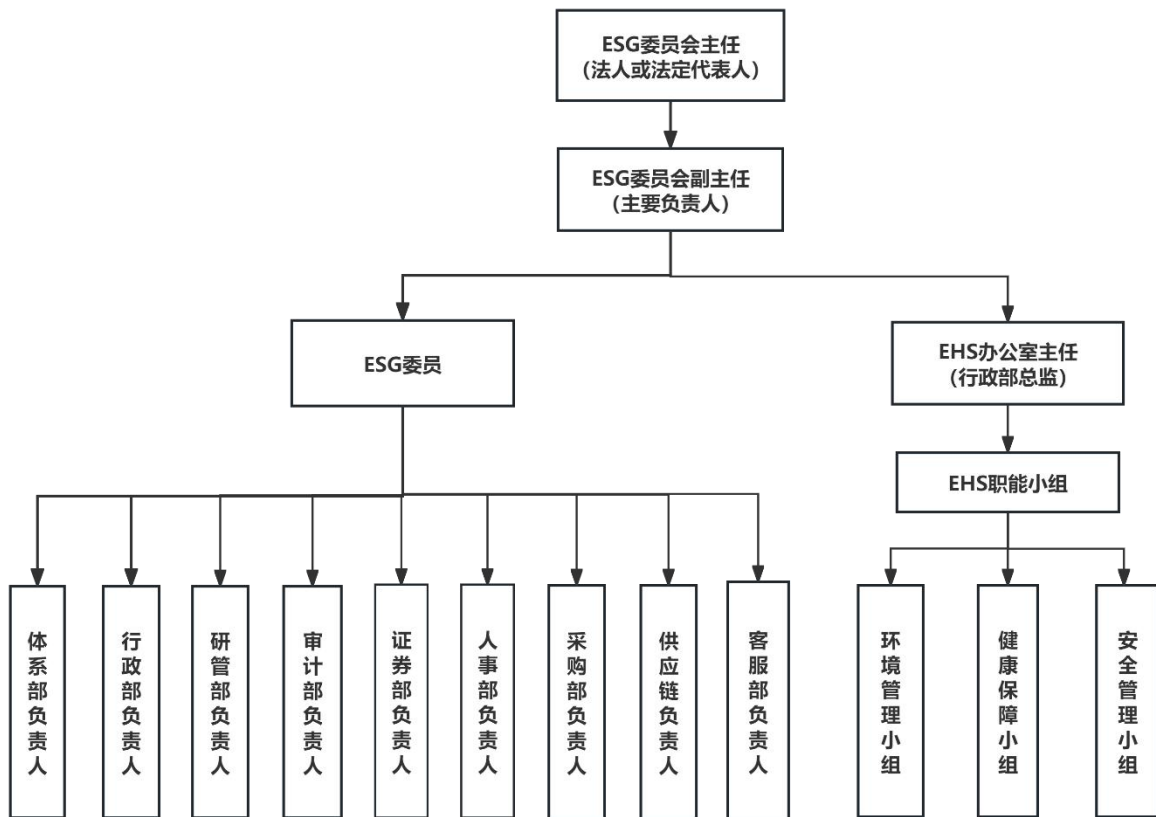 ESG委员会主任
（法人或法定代表人）
ESG委员会副主任
（主要负责人）
ESG委员
EHS办公室主任
（行政部总监）
EHS职能小组
体系部负责人
行政部负责人
研管部负责人
审计部负责人
证券部负责人
人事部负责人
采购部负责人
供应链负责人
客服部负责人
环境管理小组
健康保障小组
安全管理小组